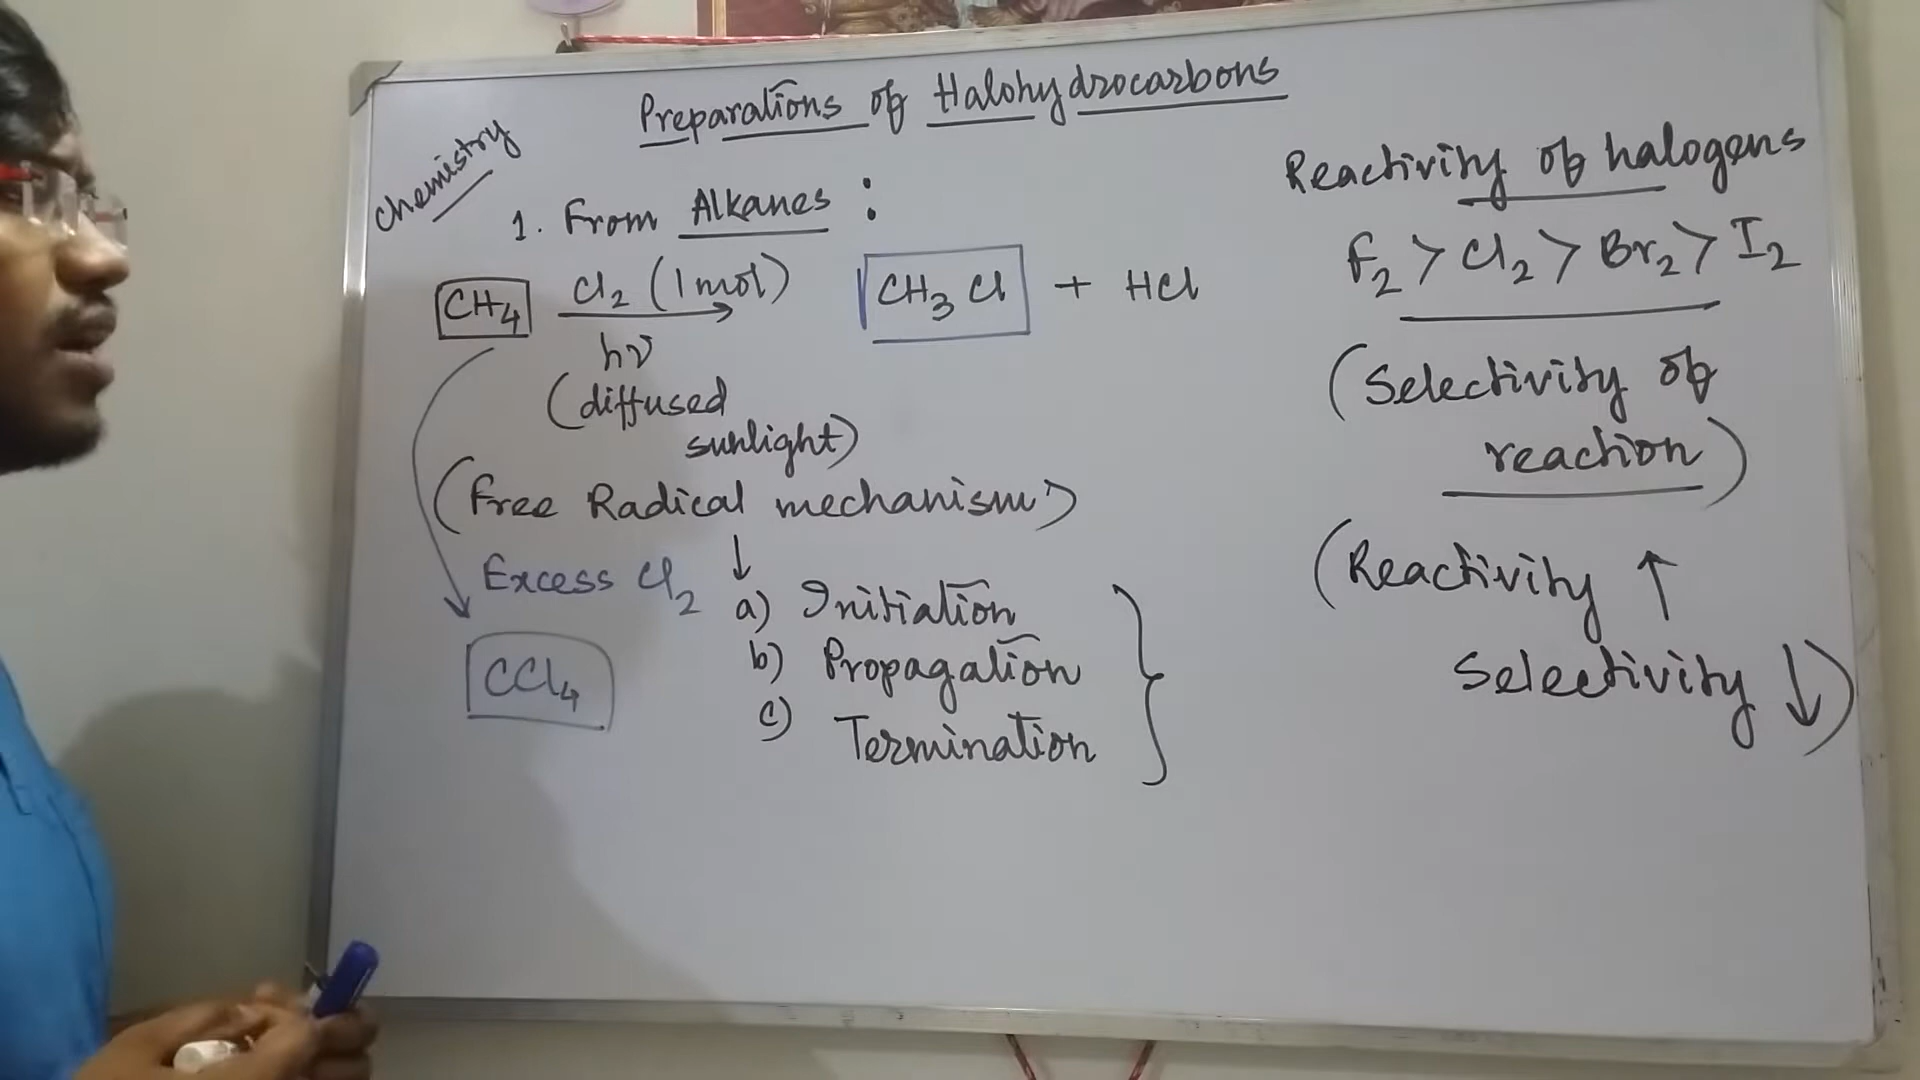 Preparations of Halohydrocarbons
Chemistry
1. From Alkanes :
CH₄ Cl₂ (1 mol) CH₃Cl + HCl
hν
(diffused
sunlight)
(Free Radical mechanism)
↓
Excess Cl₂
CCl₄
a) Initiation
b) Propagation
c) Termination
Reactivity of halogens
F₂ > Cl₂ > Br₂ > I₂
(Selectivity of
reaction)
(Reactivity ↑
Selectivity ↓)